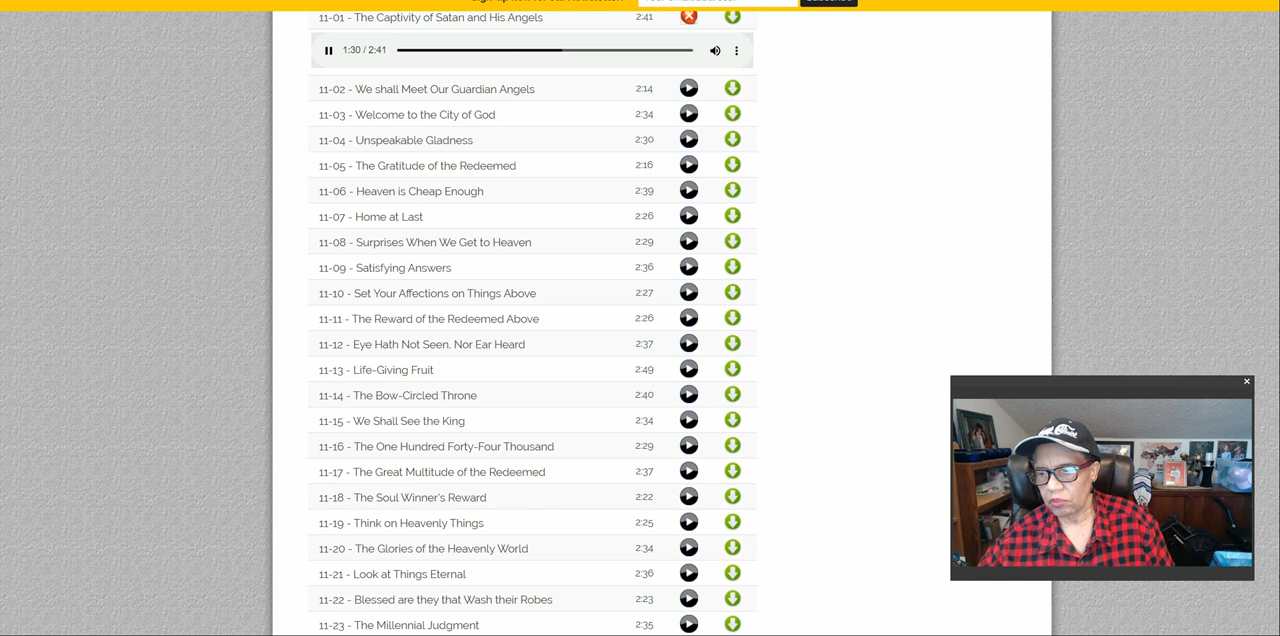 11-01 - The Captivity of Satan and His Angels 2:41
1:30 / 2:41
11-02 - We shall Meet Our Guardian Angels 2:14
11-03 - Welcome to the City of God 2:34
11-04 - Unspeakable Gladness 2:30
11-05 - The Gratitude of the Redeemed 2:16
11-06 - Heaven is Cheap Enough 2:39
11-07 - Home at Last 2:26
11-08 - Surprises When We Get to Heaven 2:29
11-09 - Satisfying Answers 2:36
11-10 - Set Your Affections on Things Above 2:27
11-11 - The Reward of the Redeemed Above 2:26
11-12 - Eye Hath Not Seen, Nor Ear Heard 2:37
11-13 - Life-Giving Fruit 2:49
11-14 - The Bow-Circled Throne 2:40
11-15 - We Shall See the King 2:34
11-16 - The Hundred Forty-Four Thousand 2:29
11-17 - The Great Multitude of the Redeemed 2:37
11-18 - The Soul Winner's Reward 2:22
11-19 - Think on Heavenly Things 2:25
11-20 - The Glories of the Heavenly World 2:34
11-21 - Look at Things Eternal 2:36
11-22 - Blessed are they that Wash their Robes 2:23
11-23 - The Millennial Judgment 2:35